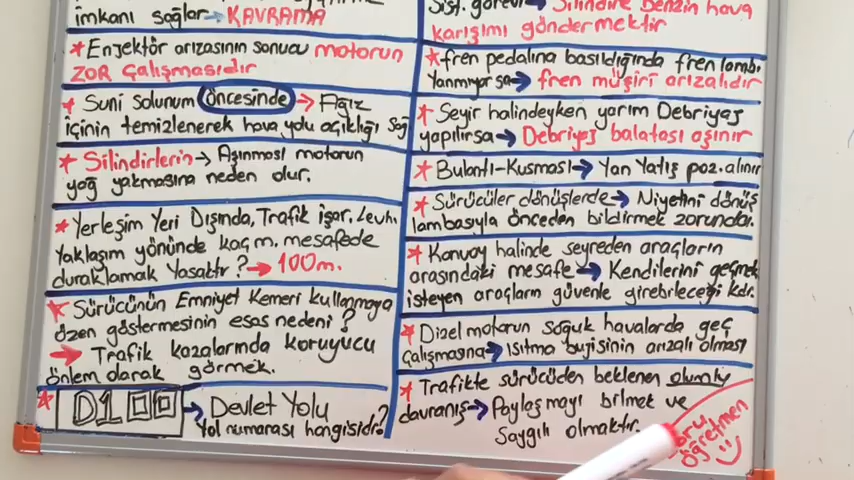 imkanı sağlar→KAVRAMA
* Enjektör arızasının sonucu motorun
zor çalışmasıdır
* Suni solunum öncesinde → Ağız
içinin temizlenerek hava yolu açıklığı sağ
* Silindirlerin→ Aşınması motorun
yağ yakmasına neden olur.
* Yerleşim Yeri Dışında, Trafik işar. Levh.
Yaklaşım yönünde kaç m. mesafede
duraklamak Yasaktır? → 100m.
* Sürücünün Emniyet Kemeri kullanmaya
özen göstermesinin esas nedeni?
→ Trafik kazalarında koruyucu
önlem olarak görmek.
* D100 → Devlet Yolu
Yol numarası hangisidir?
Sist. görevi → Silindire Benzin hava
karışımı göndermektir
* fren pedalına basıldığında fren lambı
Yanmıyorsa→ fren müşiri arızalıdır
* Seyir halindeyken yarım Debriyaj
yapılırsa→ Debriyaj balatası aşınır
* Bulantı-Kusması→ Yan Yatış poz. alınır
* Sürücüler dönüşlerde→ Niyetini dönüş
lambasıyla önceden bildirmek zorundar.
* Konvoy halinde seyreden araçların
arasındaki mesafe→ Kendilerini geçmek
isteyen araçların güvenle girebileceği kdr.
* Dizel motorun soğuk havalarda geç
çalışmasına→ ısıtma bujisinin arızalı olması
* Trafikte sürücüden beklenen olumlu
davranış→ Paylaşmayı bilmek ve
Saygılı olmaktır.
öğretmen